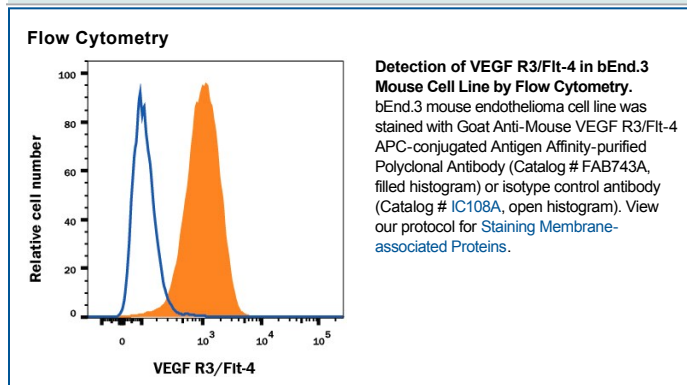 Flow Cytometry
100
80
60
40
20
0
Relative cell number
0
10³
10⁴
10⁵
VEGF R3/Flt-4
Detection of VEGF R3/Flt-4 in bEnd.3
Mouse Cell Line by Flow Cytometry.
bEnd.3 mouse endothelioma cell line was
stained with Goat Anti-Mouse VEGF R3/Flt-4
APC-conjugated Antigen Affinity-purified
Polyclonal Antibody (Catalog # FAB743A,
filled histogram) or isotype control antibody
(Catalog # IC108A, open histogram). View
our protocol for Staining Membrane-
associated Proteins.